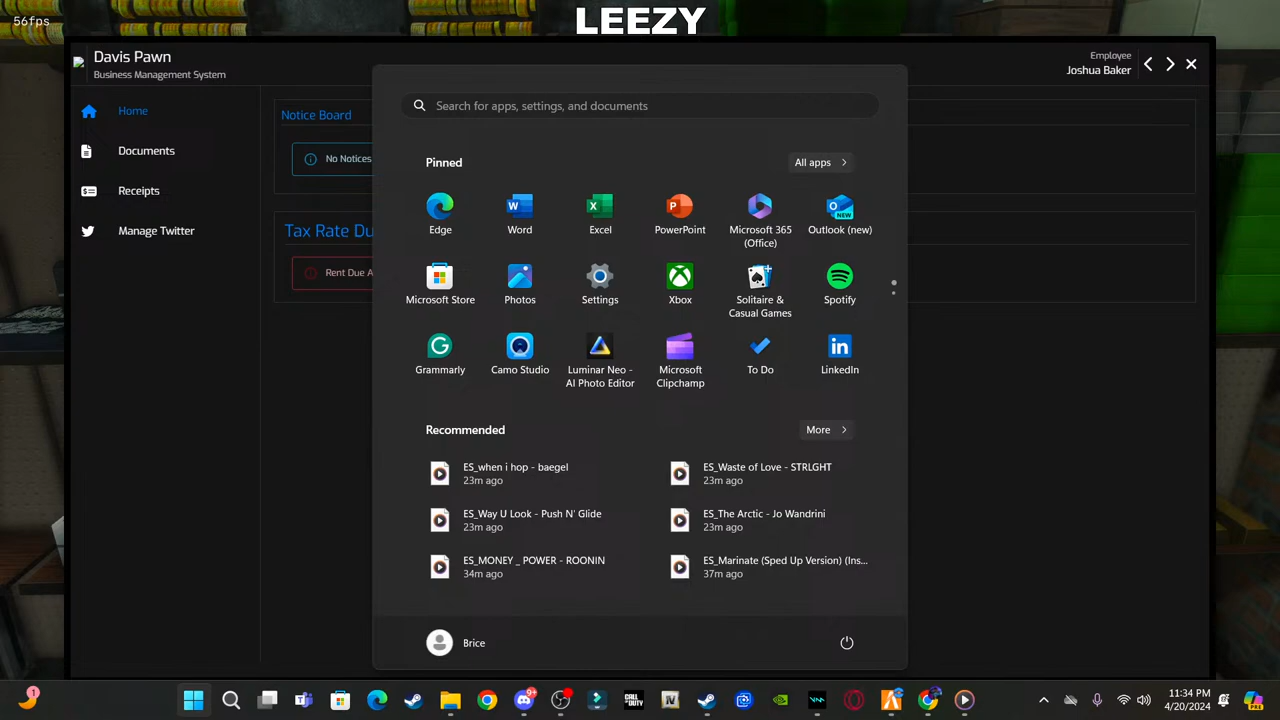 56fps
LEEZY
Davis Pawn
Business Management System
Employee
Joshua Baker
Home
Documents
Receipts
Manage Twitter
Notice Board
No Notices
Tax Rate Du
Rent Due A
Search for apps, settings, and documents
Pinned
All apps
Edge
Word
Excel
PowerPoint
Microsoft 365
(Office)
Outlook (new)
Microsoft Store
Photos
Settings
Xbox
Solitaire &
Casual Games
Spotify
Grammarly
Camo Studio
Luminar Neo -
AI Photo Editor
Microsoft
Clipchamp
To Do
LinkedIn
Recommended
More
ES_when i hop - baegel
23m ago
ES_Waste of Love - STRLGHT
23m ago
ES_Way U Look - Push N' Glide
23m ago
ES_The Arctic - Jo Wandrini
23m ago
ES_MONEY _ POWER - ROONIN
34m ago
ES_Marinate (Sped Up Version) (Ins...
37m ago
Brice
11:34 PM
4/20/2024